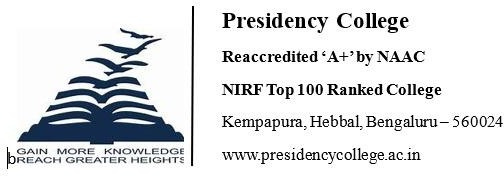 GAIN MORE KNOWLEDGE
REACH GREATER HEIGHTS
Presidency College
Reaccredited ‘A+’ by NAAC
NIRF Top 100 Ranked College
Kempapura, Hebbal, Bengaluru – 560024
www.presidencycollege.ac.in